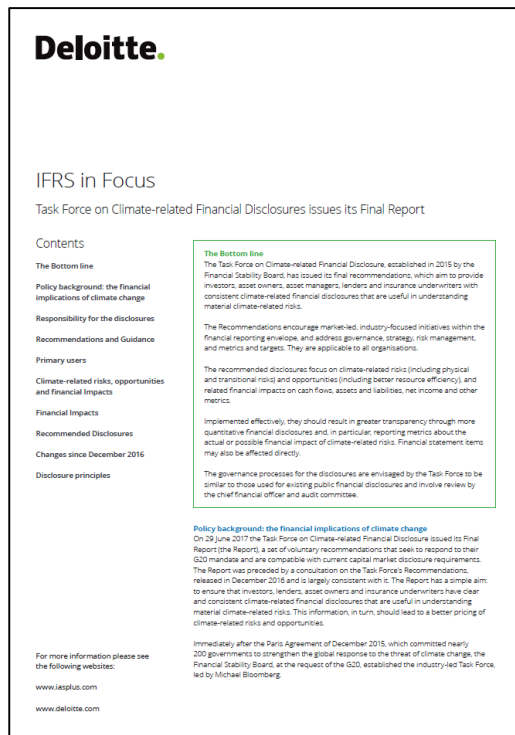 Deloitte.
IFRS in Focus
Task Force on Climate-related Financial Disclosures issues its Final Report
Contents
The Bottom line
Policy background: the financial
implications of climate change
Responsibility for the disclosures
Recommendations and Guidance
Primary users
Climate-related risks, opportunities
and financial Impacts
Financial Impacts
Recommended Disclosures
Changes since December 2016
Disclosure principles
For more information please see
the following websites:
www.iasplus.com
www.deloitte.com
The Bottom line
The Task Force on Climate-related Financial Disclosure, established in 2015 by the
Financial Stability Board, has issued its final recommendations, which aim to provide
investors, asset owners, asset managers, lenders and insurance underwriters with
consistent climate-related financial disclosures that are useful in understanding
material climate-related risks.
The Recommendations encourage market-led, industry-focused initiatives within the
financial reporting envelope, and address governance, strategy, risk management,
and metrics and targets. They are applicable to all organisations.
The recommended disclosures focus on climate-related risks (including physical
and transitional risks) and opportunities (including better resource efficiency), and
related financial impacts on cash flows, assets and liabilities, net income and other
metrics.
Implemented effectively, they should result in greater transparency through more
quantitative financial disclosures and, in particular, reporting metrics about the
actual or possible financial impact of climate-related risks. Financial statement items
may also be affected directly.
The governance processes for the disclosures are envisaged by the Task Force to be
similar to those used for existing public financial disclosures and involve review by
the chief financial officer and audit committee.
Policy background: the financial implications of climate change
On 29 June 2017 the Task Force on Climate-related Financial Disclosure issued its Final
Report (the Report), a set of voluntary recommendations that seek to respond to their
G20 mandate and are compatible with current capital market disclosure requirements.
The Report was preceded by a consultation on the Task Force's Recommendations,
released in December 2016 and is largely consistent with it. The Report has a simple aim:
to ensure that investors, lenders, asset owners and insurance underwriters have clear
and consistent climate-related financial disclosures that are useful in understanding
material climate-related risks. This information, in turn, should lead to a better pricing of
climate-related risks and opportunities.
Immediately after the Paris Agreement of December 2015, which committed nearly
200 governments to strengthen the global response to the threat of climate change, the
Financial Stability Board, at the request of the G20, established the industry-led Task Force,
led by Michael Bloomberg.